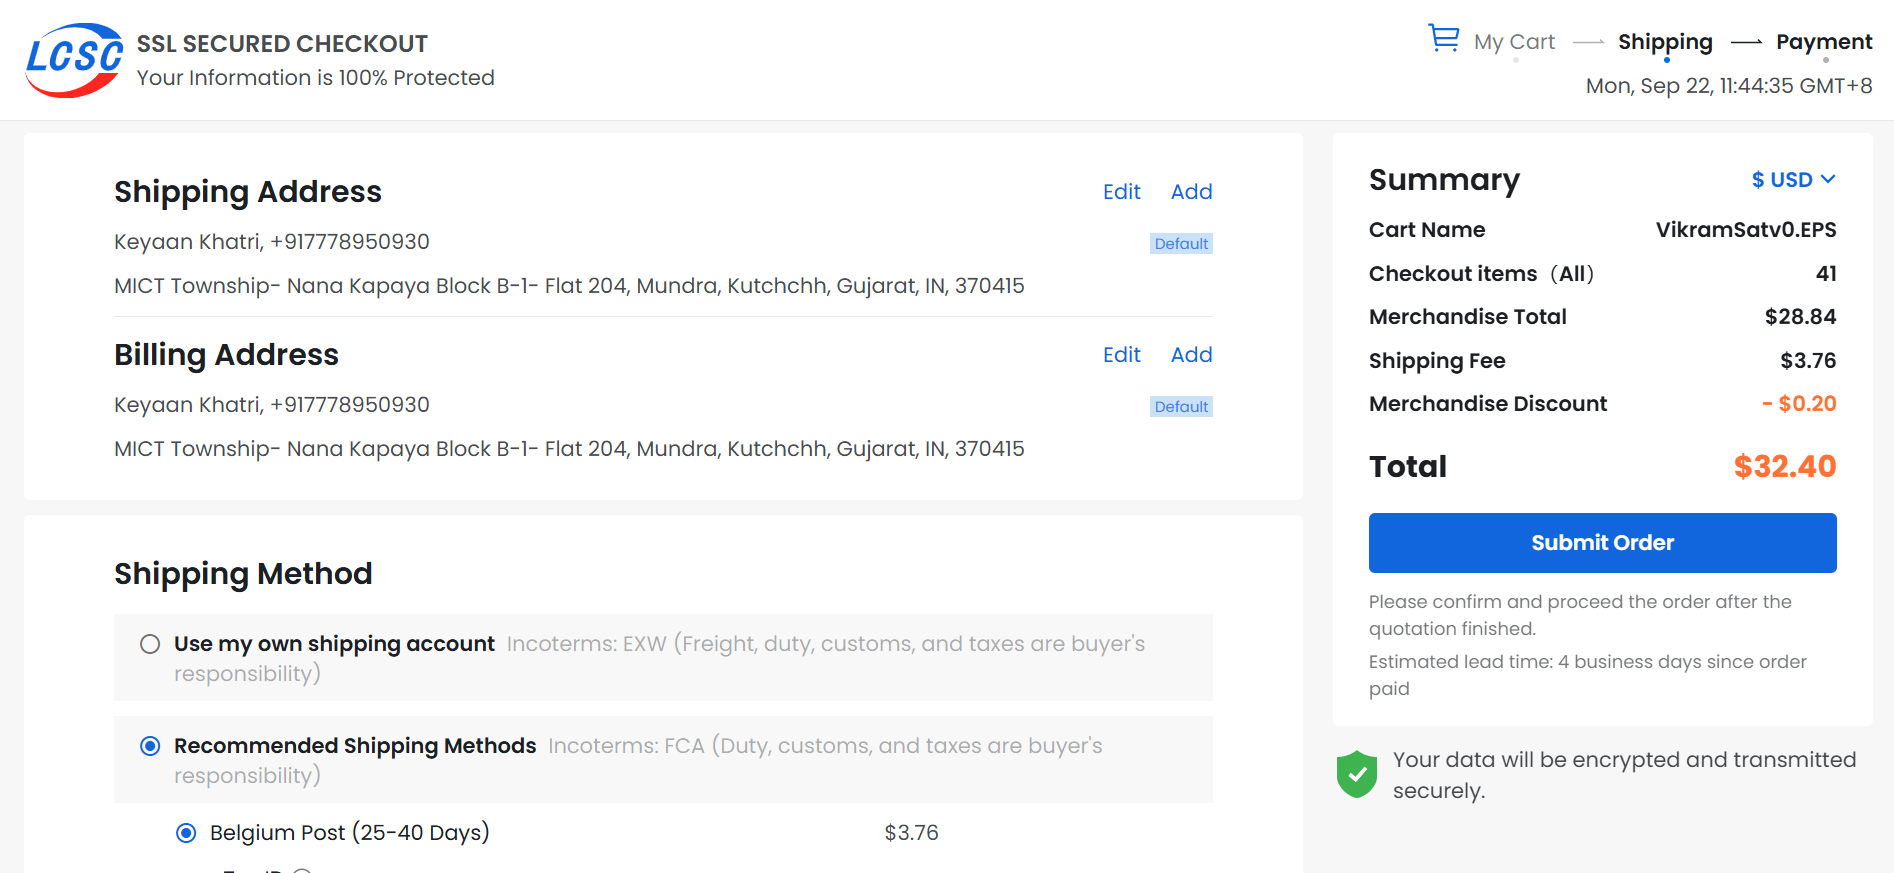 LCSC
SSL SECURED CHECKOUT
Your Information is 100% Protected
My Cart
Shipping
Payment
Mon, Sep 22, 11:44:35 GMT+8
Shipping Address
Edit Add
Keyaan Khatri, +917778950930
Default
MICT Township- Nana Kapaya Block B-1- Flat 204, Mundra, Kutchchh, Gujarat, IN, 370415
Billing Address
Edit Add
Keyaan Khatri, +917778950930
Default
MICT Township- Nana Kapaya Block B-1- Flat 204, Mundra, Kutchchh, Gujarat, IN, 370415
Shipping Method
Use my own shipping account Incoterms: EXW (Freight, duty, customs, and taxes are buyer's
responsibility)
Recommended Shipping Methods Incoterms: FCA (Duty, customs, and taxes are buyer's
responsibility)
Belgium Post (25-40 Days) $3.76
Summary
$ USD
Cart Name VikramSatv0.EPS
Checkout items (All) 41
Merchandise Total $28.84
Shipping Fee $3.76
Merchandise Discount - $0.20
Total $32.40
Submit Order
Please confirm and proceed the order after the
quotation finished.
Estimated lead time: 4 business days since order
paid
Your data will be encrypted and transmitted
securely.